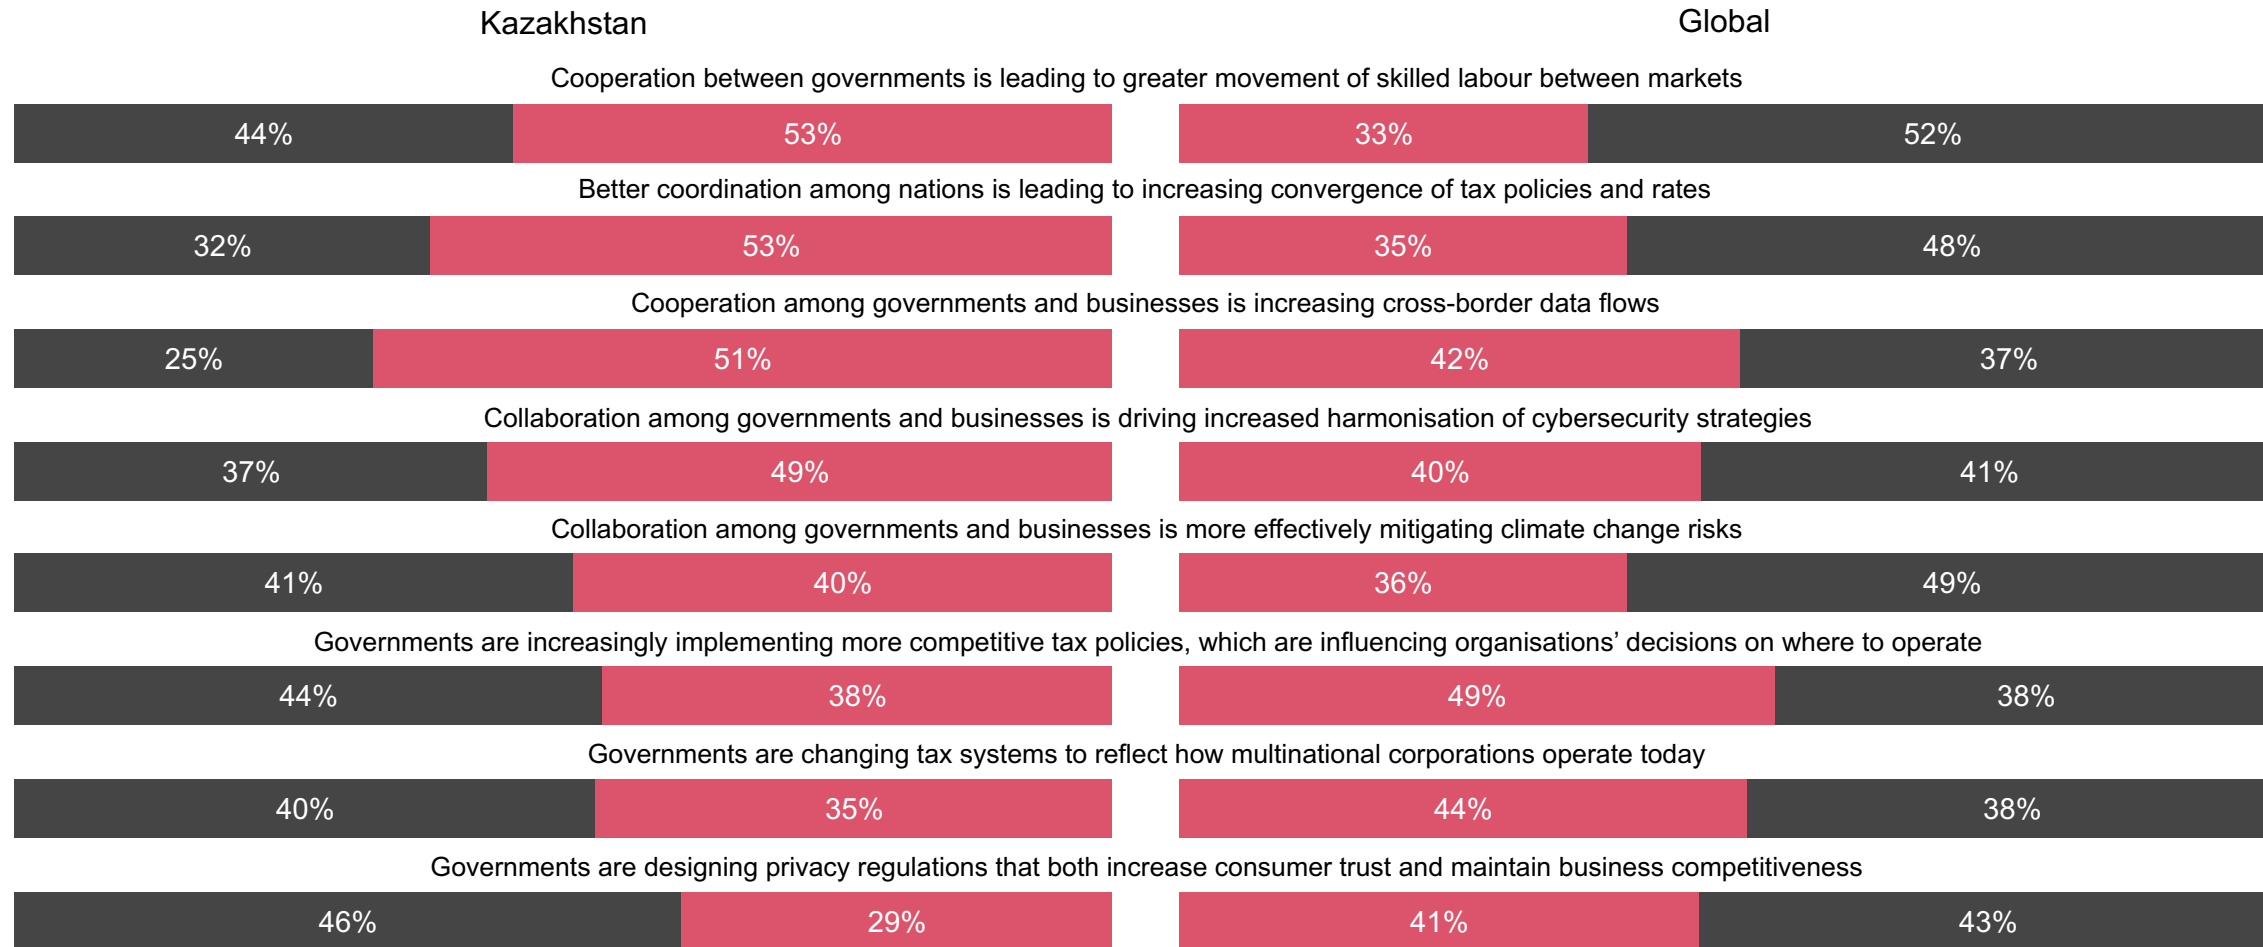 Kazakhstan Global
Cooperation between governments is leading to greater movement of skilled labour between markets
44% 53% 33% 52%
Better coordination among nations is leading to increasing convergence of tax policies and rates
32% 53% 35% 48%
Cooperation among governments and businesses is increasing cross-border data flows
25% 51% 42% 37%
Collaboration among governments and businesses is driving increased harmonisation of cybersecurity strategies
37% 49% 40% 41%
Collaboration among governments and businesses is more effectively mitigating climate change risks
41% 40% 36% 49%
Governments are increasingly implementing more competitive tax policies, which are influencing organisations’ decisions on where to operate
44% 38% 49% 38%
Governments are changing tax systems to reflect how multinational corporations operate today
40% 35% 44% 38%
Governments are designing privacy regulations that both increase consumer trust and maintain business competitiveness
46% 29% 41% 43%